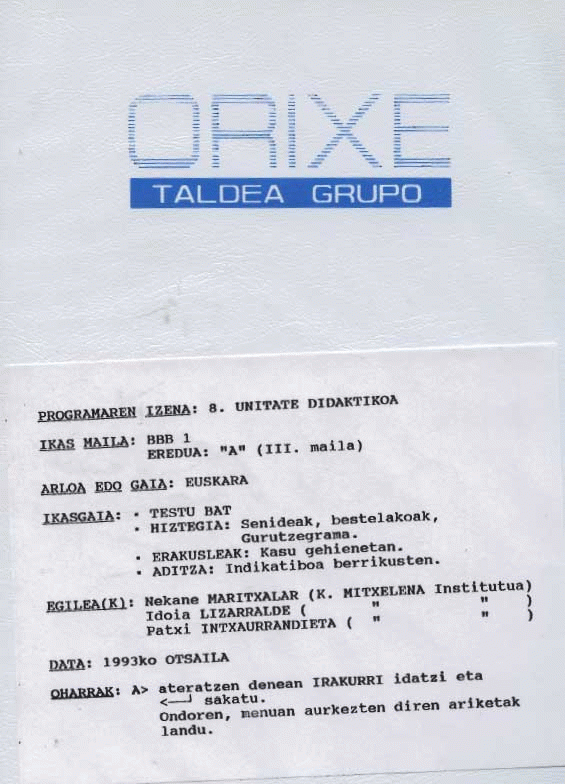 ORIXE
TALDEA GRUPO
PROGRAMAREN IZENA: 8. UNITATE DIDAKTIKOA
IKAS MAILA: BBB 1
EREDUA: "A" (III. maila)
ARLOA EDO GAIA: EUSKARA
IKASGAIA: · TESTU BAT
· HIZTEGIA: Senideak, bestelakoak,
Gurutzegrama.
· ERAKUSLEAK: Kasu gehienetan.
· ADITZA: Indikatiboa berrikusten.
EGILEA(K): Nekane MARITXALAR (K. MITXELENA Institutua)
Idoia LIZARRALDE ( " " )
Patxi INTXAURRANDIETA ( " " )
DATA: 1993ko OTSAILA
OHARRAK: A> ateratzen denean IRAKURRI idatzi eta
<──┘ sakatu.
Ondoren, menuan aurkezten diren ariketak
landu.